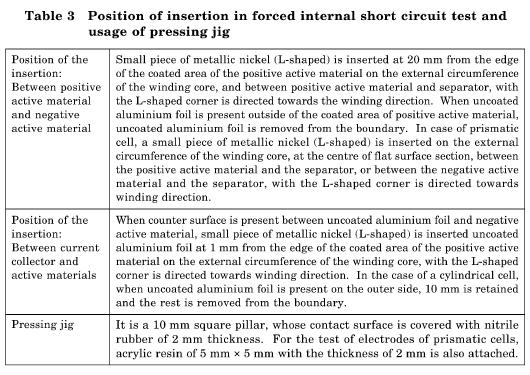 Table 3 Position of insertion in forced internal short circuit test and
usage of pressing jig
Position of the
insertion:
Between positive
active material
and negative
active material
Small piece of metallic nickel (L-shaped) is inserted at 20 mm from the edge
of the coated area of the positive active material on the external circumference
of the winding core, and between positive active material and separator, with
the L-shaped corner is directed towards the winding direction. When uncoated
aluminium foil is present outside of the coated area of positive active material,
uncoated aluminium foil is removed from the boundary. In case of prismatic
cell, a small piece of metallic nickel (L-shaped) is inserted on the external
circumference of the winding core, at the centre of flat surface section, between
the positive active material and the separator, or between the negative active
material and the separator, with the L-shaped corner is directed towards
winding direction.
Position of the
insertion:
Between current
collector and
active materials
When counter surface is present between uncoated aluminium foil and negative
active material, small piece of metallic nickel (L-shaped) is inserted uncoated
aluminium foil at 1 mm from the edge of the coated area of the positive active
material on the external circumference of the winding core, with the L-shaped
corner is directed towards winding direction. In the case of a cylindrical cell,
when uncoated aluminium foil is present on the outer side, 10 mm is retained
and the rest is removed from the boundary.
Pressing jig
It is a 10 mm square pillar, whose contact surface is covered with nitrile
rubber of 2 mm thickness. For the test of electrodes of prismatic cells,
acrylic resin of 5 mm × 5 mm with the thickness of 2 mm is also attached.